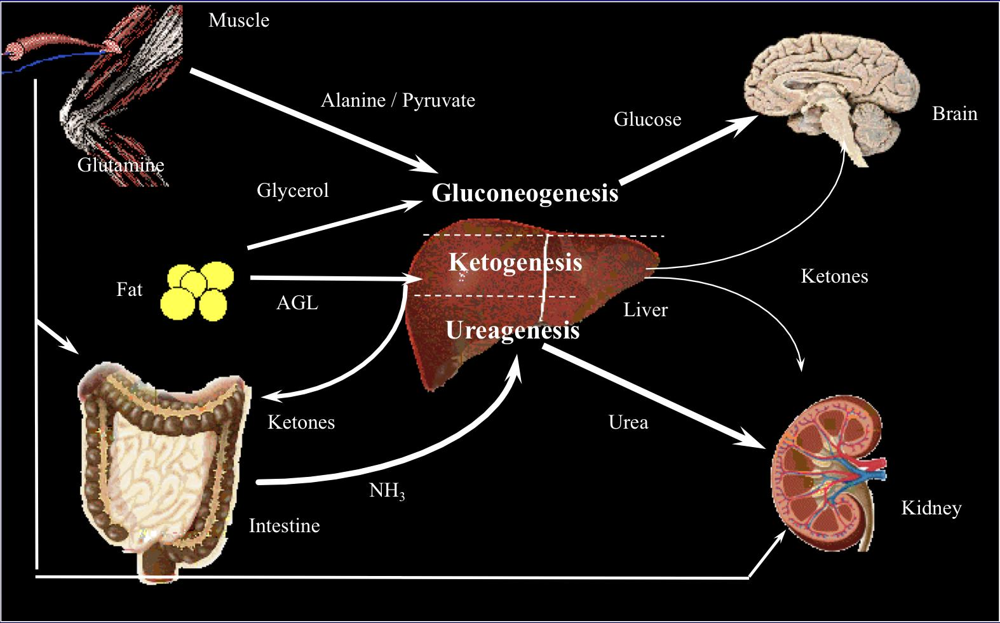 Muscle
Alanine / Pyruvate
Glucose
Brain
Glutamine
Glycerol
Gluconeogenesis
Ketogenesis
Ketones
Fat
AGL
Liver
Ureagenesis
Ketones
Urea
NH₃
Kidney
Intestine